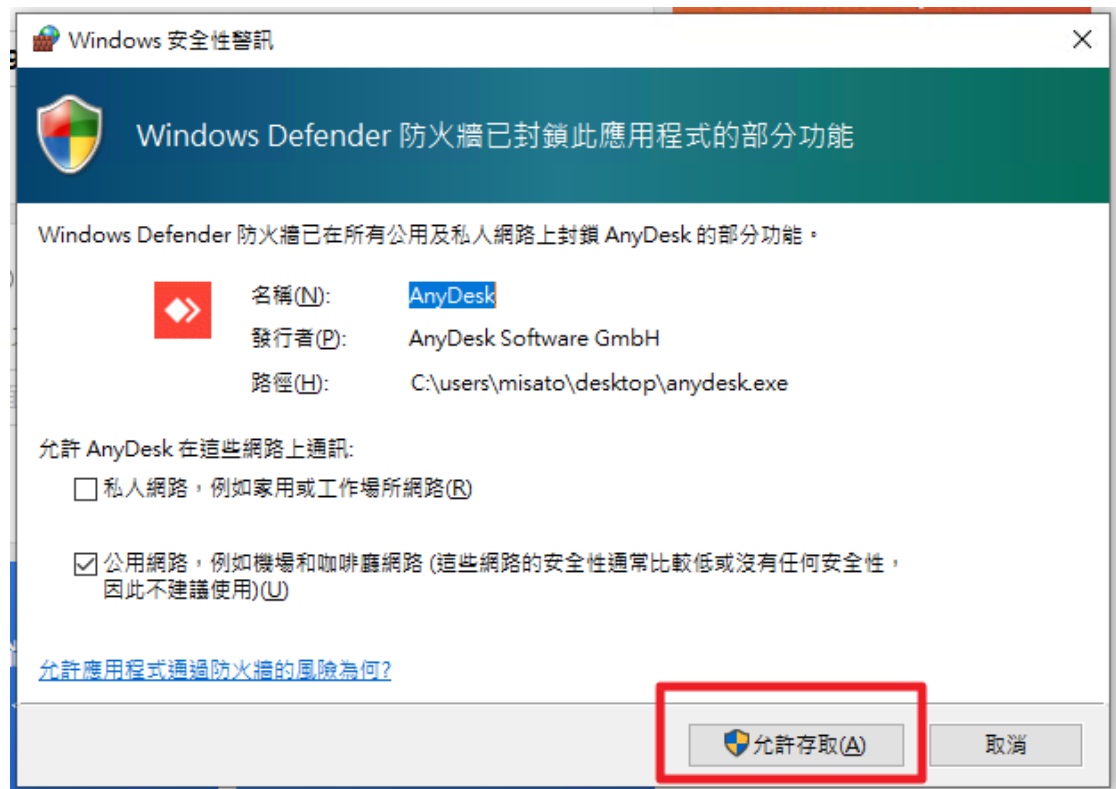 Windows 安全性警訊
Windows Defender 防火牆已封鎖此應用程式的部分功能
Windows Defender 防火牆已在所有公用及私人網路上封鎖 AnyDesk 的部分功能。
名稱(N): AnyDesk
發行者(P): AnyDesk Software GmbH
路徑(H): C:\users\misato\desktop\anydesk.exe
允許 AnyDesk 在這些網路上通訊:
私人網路，例如家用或工作場所網路(R)
公用網路，例如機場和咖啡廳網路 (這些網路的安全性通常比較低或沒有任何安全性，
因此不建議使用)(U)
允許應用程式通過防火牆的風險為何?
允許存取(A) 取消